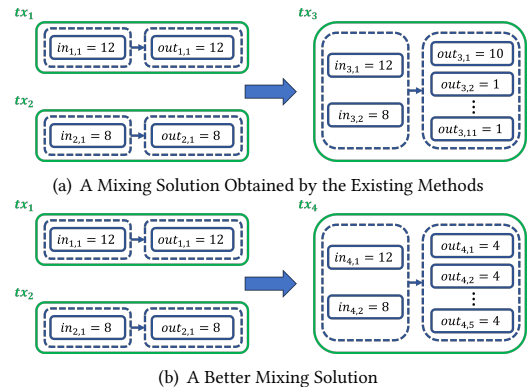 tx₁
in₁,₁ = 12
out₁,₁ = 12
tx₂
in₂,₁ = 8
out₂,₁ = 8
tx₃
in₃,₁ = 12
in₃,₂ = 8
out₃,₁ = 10
out₃,₂ = 1
⋮
out₃,₁₁ = 1
(a) A Mixing Solution Obtained by the Existing Methods
tx₁
in₁,₁ = 12
out₁,₁ = 12
tx₂
in₂,₁ = 8
out₂,₁ = 8
tx₄
in₄,₁ = 12
in₄,₂ = 8
out₄,₁ = 4
out₄,₂ = 4
⋮
out₄,₅ = 4
(b) A Better Mixing Solution